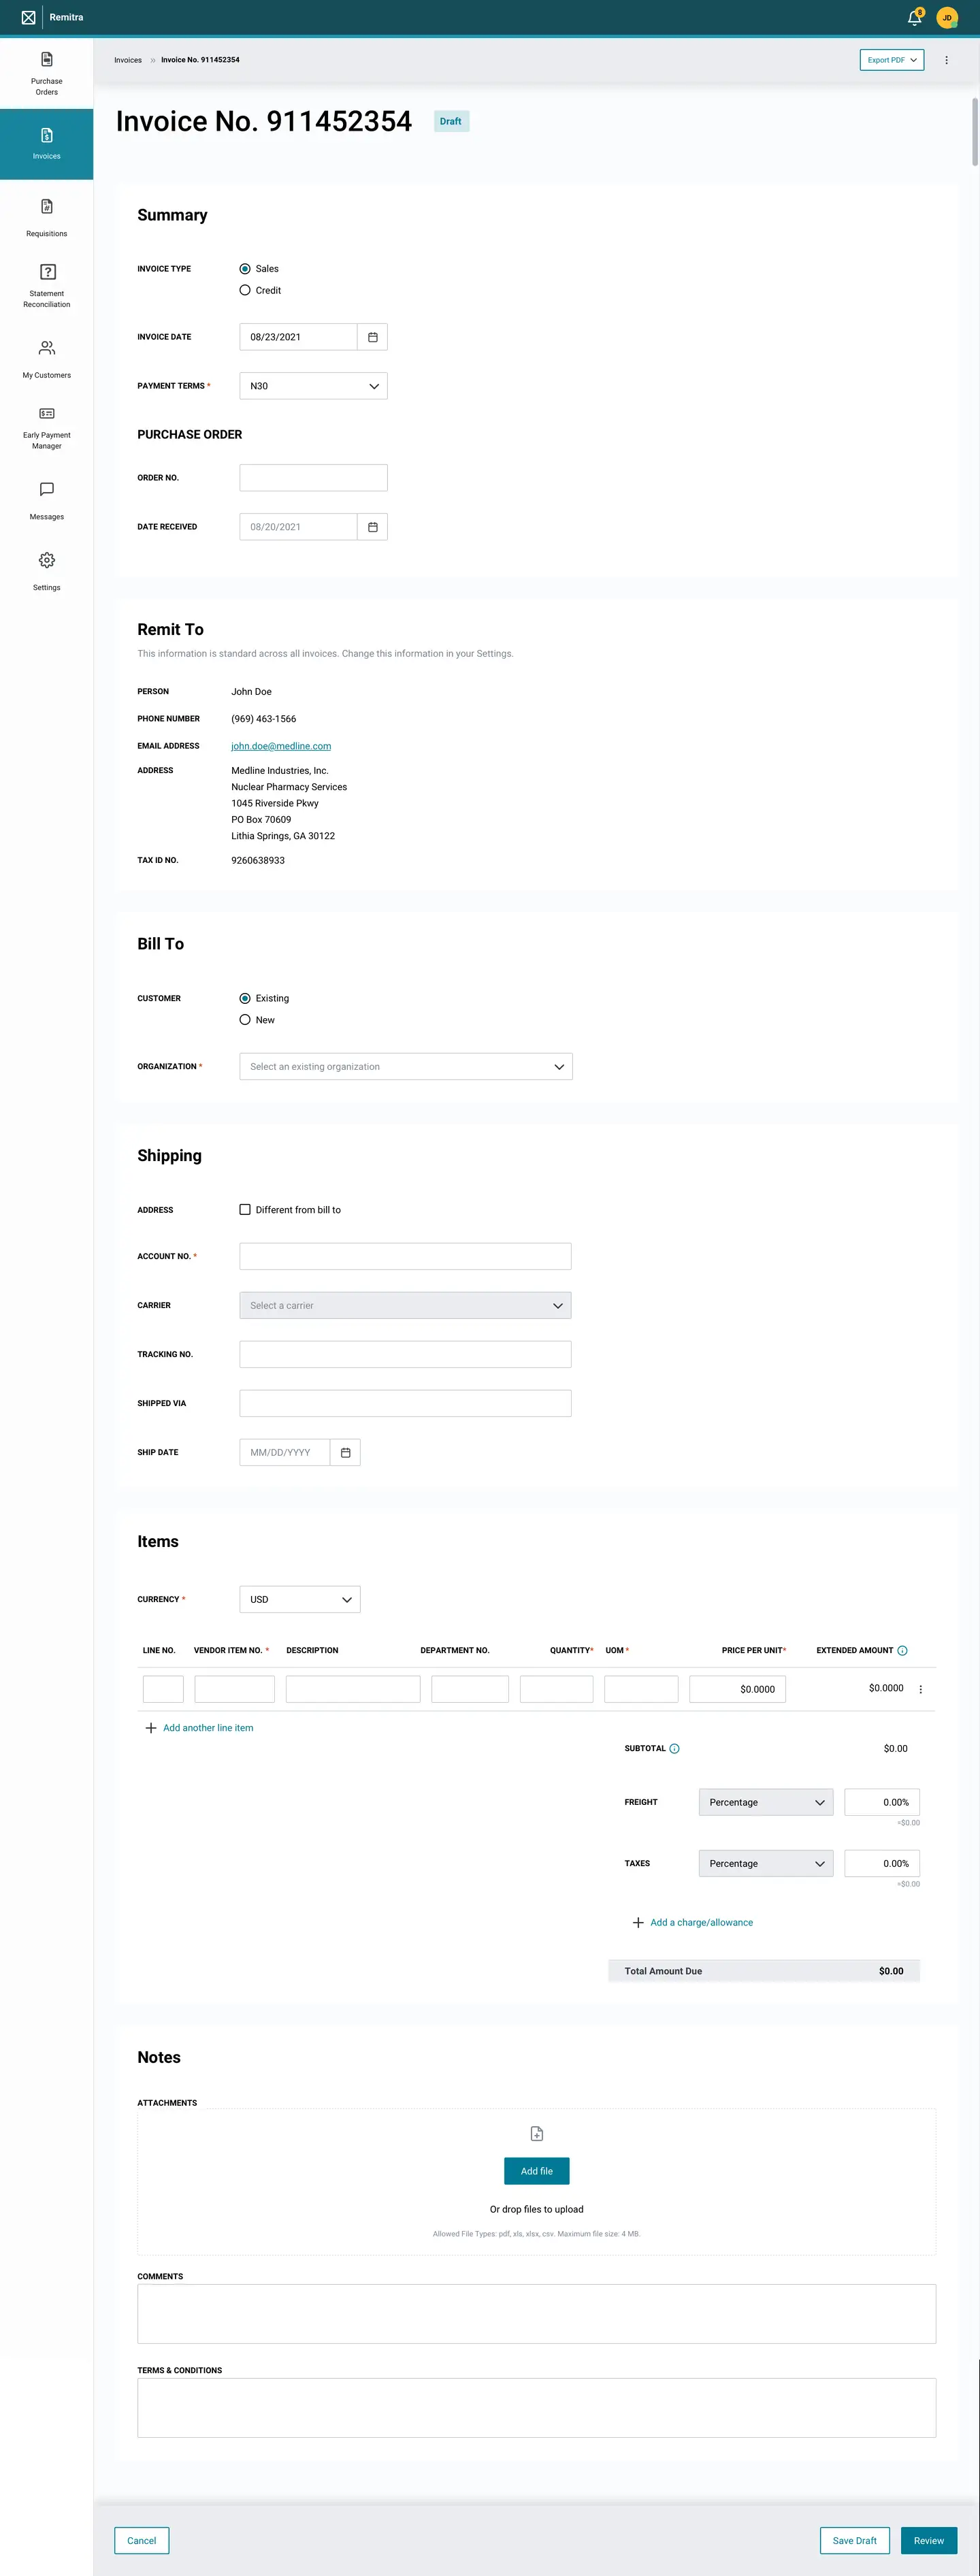 Remitra
8
JD
Purchase
Orders
Invoices
Requisitions
Statement
Reconciliation
My Customers
Early Payment
Manager
Messages
Settings
Invoices » Invoice No. 911452354
Export PDF
Invoice No. 911452354
Draft
Summary
INVOICE TYPE
Sales
Credit
INVOICE DATE
08/23/2021
PAYMENT TERMS *
N30
PURCHASE ORDER
ORDER NO.
DATE RECEIVED
08/20/2021
Remit To
This information is standard across all invoices. Change this information in your Settings.
PERSON
John Doe
PHONE NUMBER
(969) 463-1566
EMAIL ADDRESS
john.doe@medline.com
ADDRESS
Medline Industries, Inc.
Nuclear Pharmacy Services
1045 Riverside Pkwy
PO Box 70609
Lithia Springs, GA 30122
TAX ID NO.
9260638933
Bill To
CUSTOMER
Existing
New
ORGANIZATION *
Select an existing organization
Shipping
ADDRESS
Different from bill to
ACCOUNT NO. *
CARRIER
Select a carrier
TRACKING NO.
SHIPPED VIA
SHIP DATE
MM/DD/YYYY
Items
CURRENCY *
USD
LINE NO. VENDOR ITEM NO. * DESCRIPTION DEPARTMENT NO. QUANTITY* UOM * PRICE PER UNIT* EXTENDED AMOUNT
$0.0000 $0.0000
Add another line item
SUBTOTAL $0.00
FREIGHT Percentage 0.00%
+$0.00
TAXES Percentage 0.00%
+$0.00
Add a charge/allowance
Total Amount Due $0.00
Notes
ATTACHMENTS
Add file
Or drop files to upload
Allowed File Types: pdf, xls, xlsx, csv. Maximum file size: 4 MB.
COMMENTS
TERMS & CONDITIONS
Cancel
Save Draft
Review